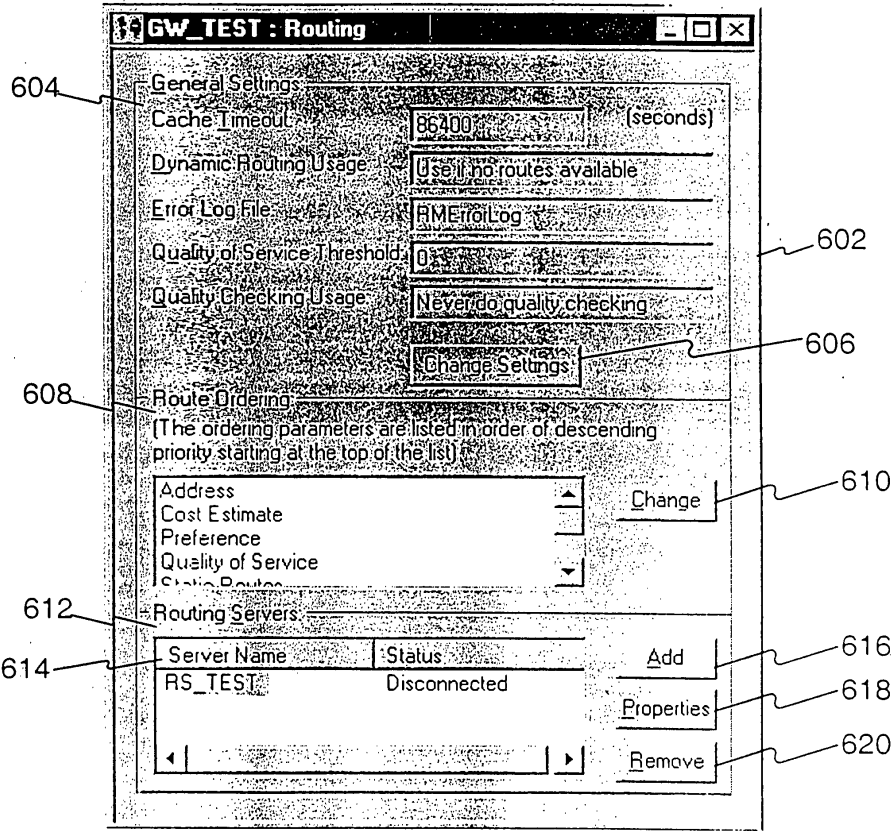 GW_TEST : Routing
604
General Settings
Cache Timeout: 86400 (seconds)
Dynamic Routing Usage Use if no routes available
Error Log File: RMErrorLog
602
Quality of Service Threshold: 0
Quality Checking Usage Never do quality checking
Change Settings 606
608
Route Ordering:
(The ordering parameters are listed in order of descending
priority starting at the top of the list)
Address
Cost Estimate
Preference
Quality of Service
Static Routes
Change 610
612
Routing Servers:
614
Server Name Status
RS_TEST Disconnected
Add 616
Properties 618
Remove 620